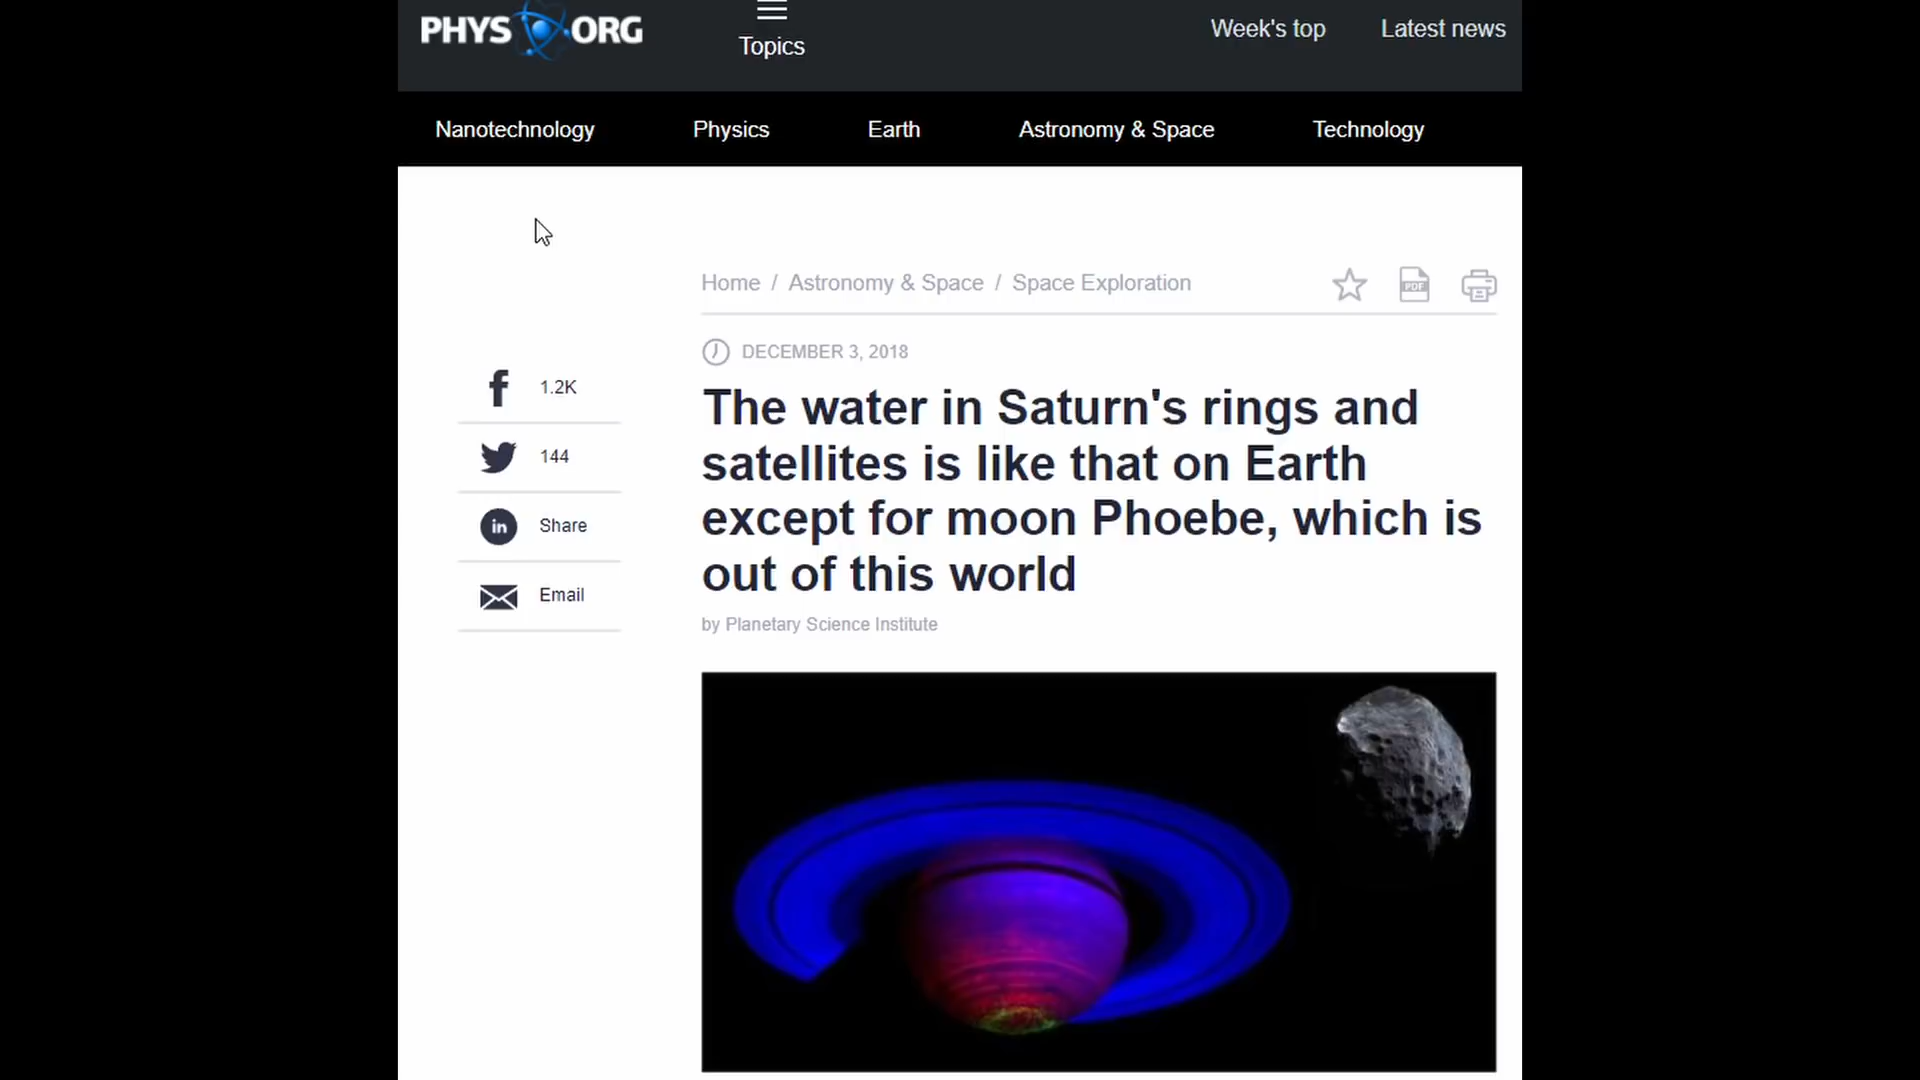 PHYS ORG
Topics
Week's top
Latest news
Nanotechnology
Physics
Earth
Astronomy & Space
Technology
Home / Astronomy & Space / Space Exploration
PDF
DECEMBER 3, 2018
1.2K
144
in Share
Email
The water in Saturn's rings and
satellites is like that on Earth
except for moon Phoebe, which is
out of this world
by Planetary Science Institute